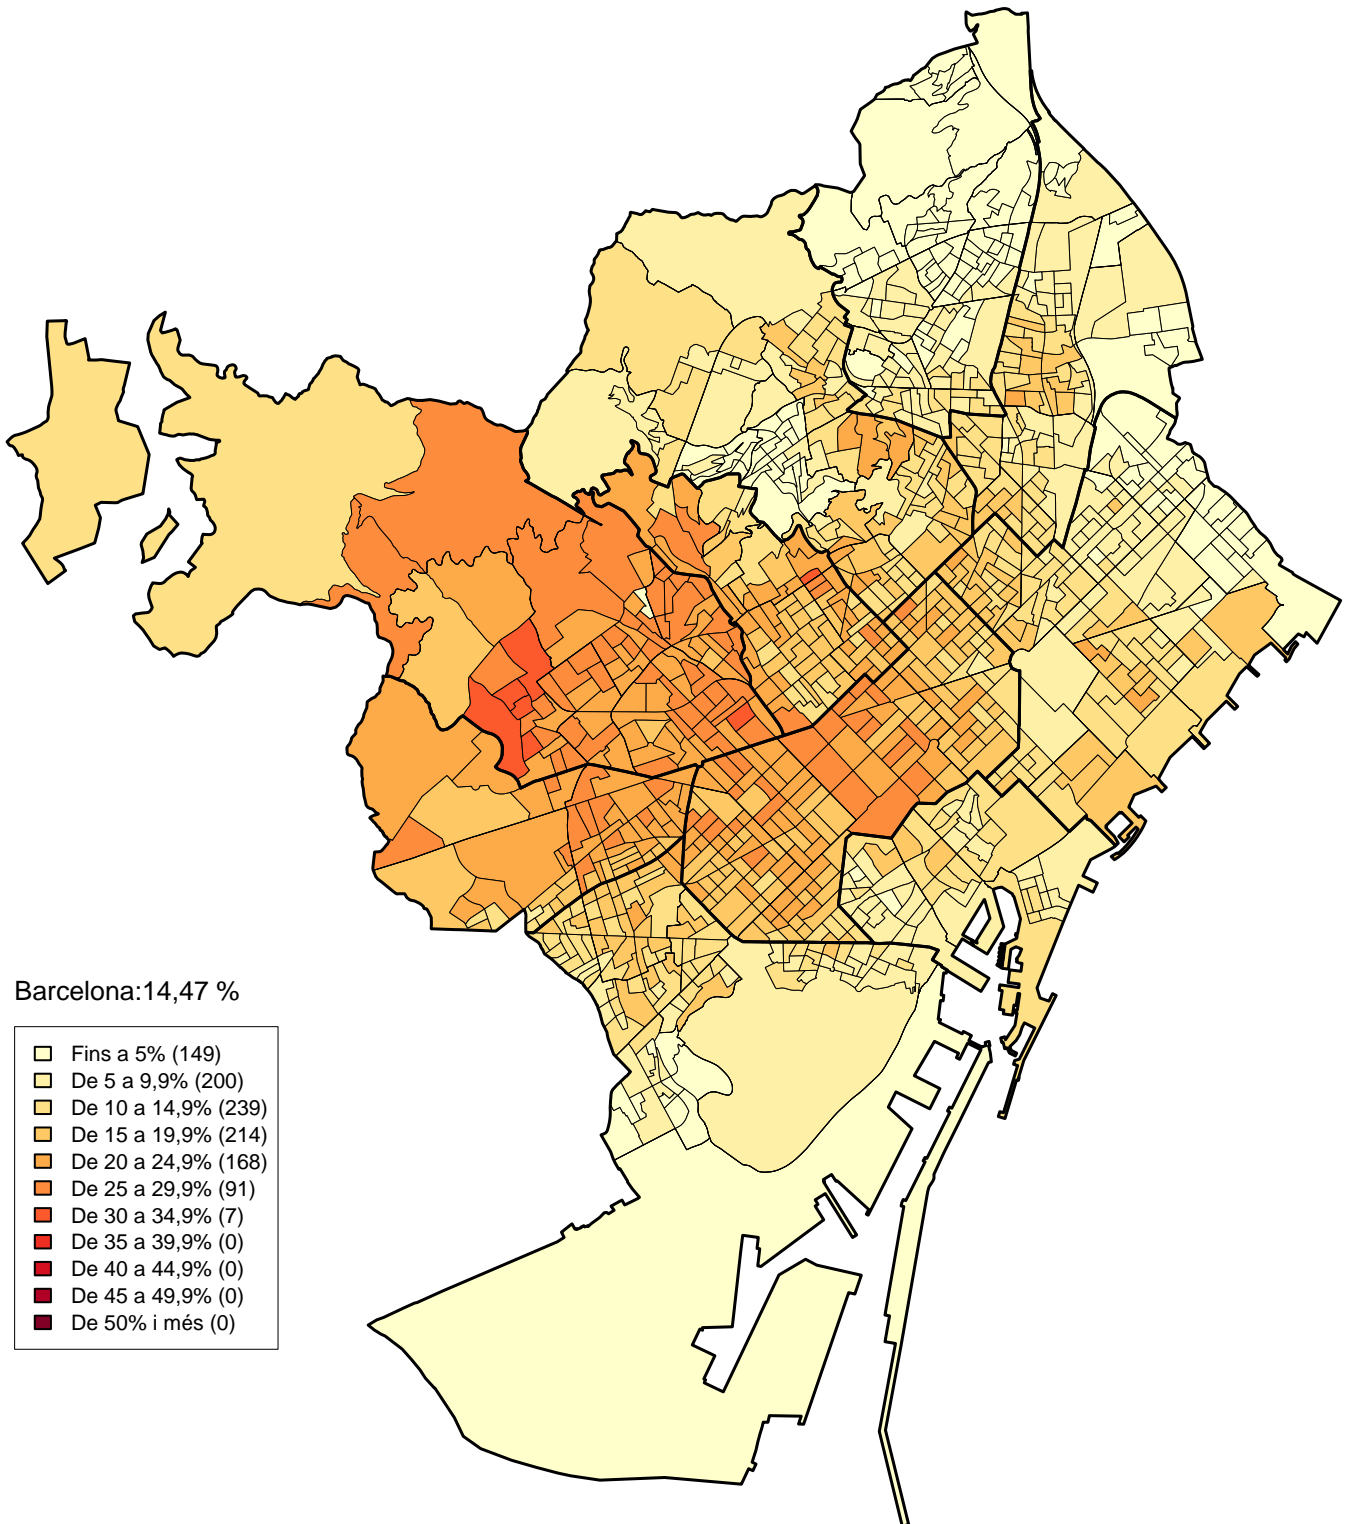 Barcelona:14,47 %
Fins a 5% (149)
De 5 a 9,9% (200)
De 10 a 14,9% (239)
De 15 a 19,9% (214)
De 20 a 24,9% (168)
De 25 a 29,9% (91)
De 30 a 34,9% (7)
De 35 a 39,9% (0)
De 40 a 44,9% (0)
De 45 a 49,9% (0)
De 50% i més (0)